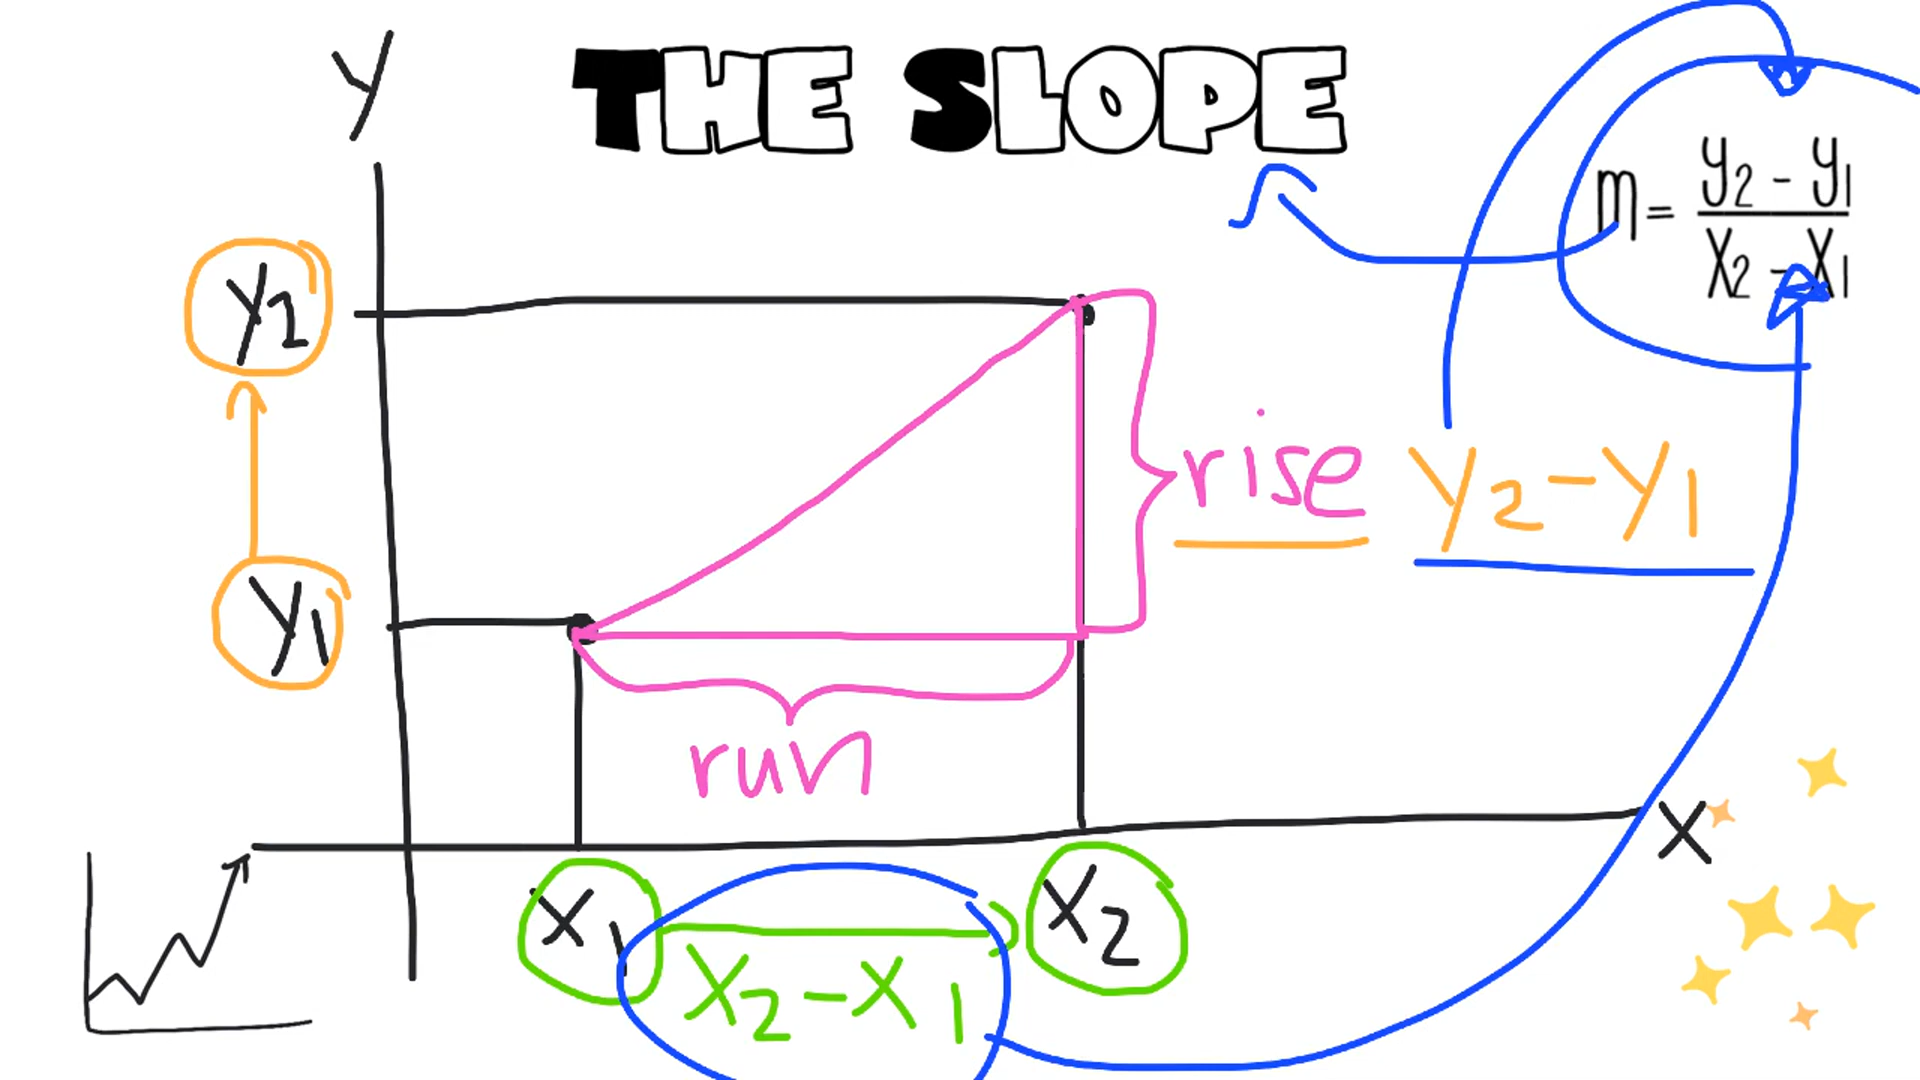 Y
THE SLOPE
m = y2 - y1
x2 - x1
Y2
rise
Y2-Y1
Y1
run
X
X1
X2
X2-X1